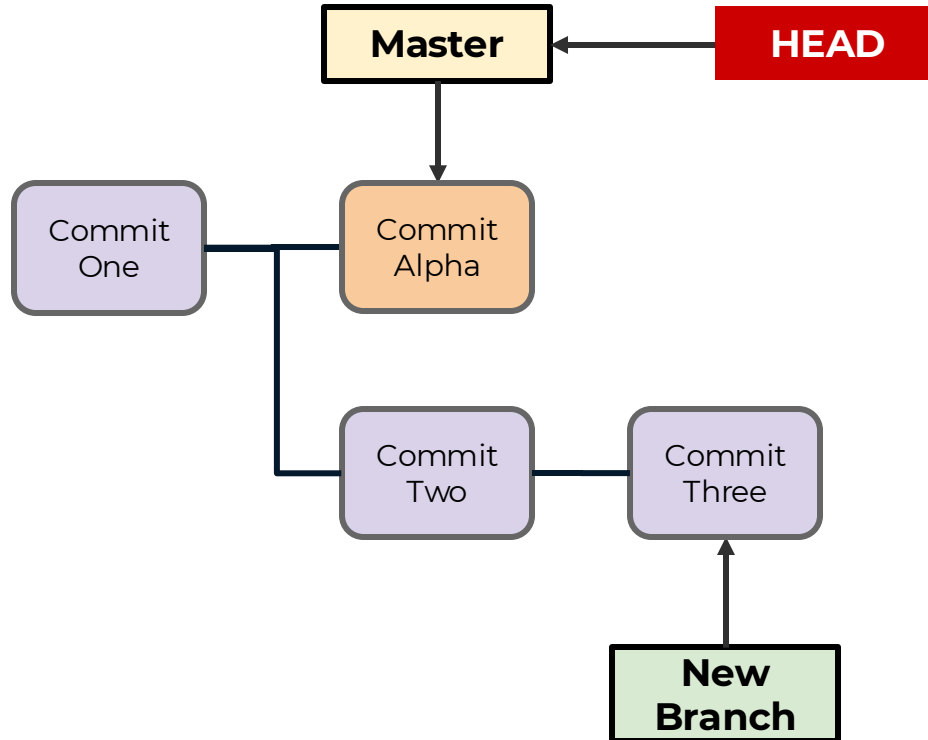 Master
HEAD
Commit
One
Commit
Alpha
Commit
Two
Commit
Three
New
Branch